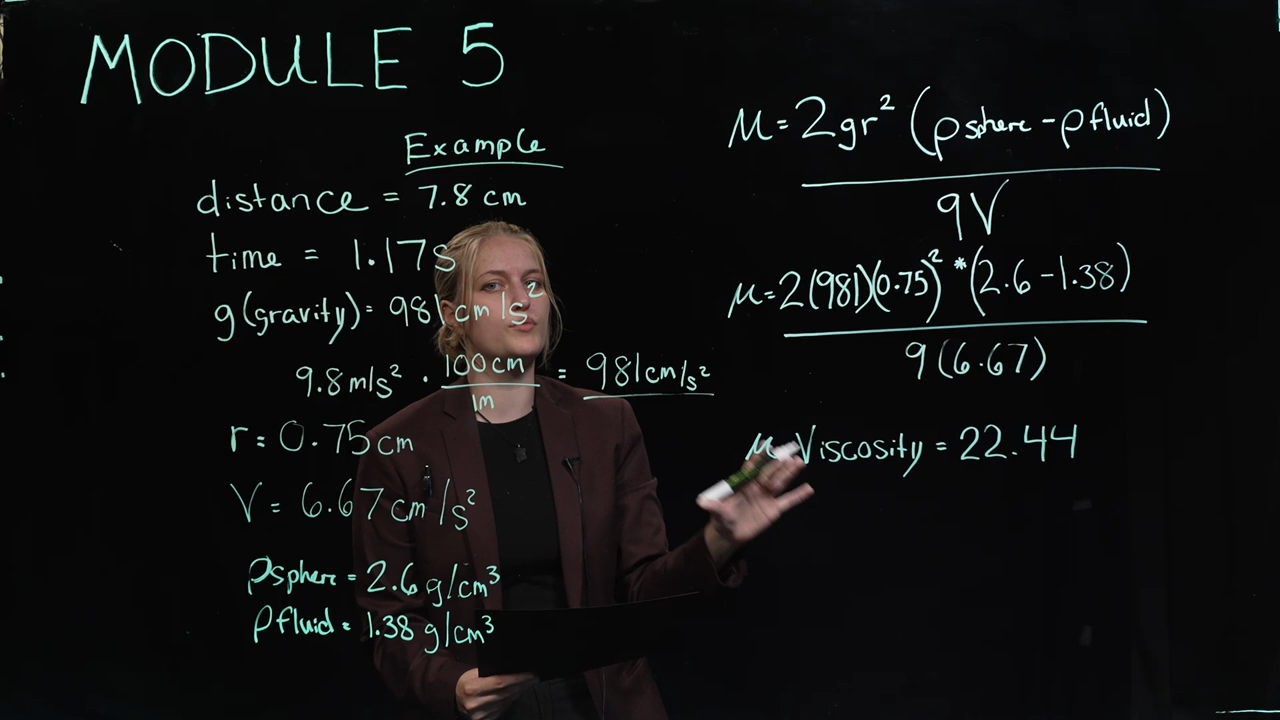 MODULE 5
Example
distance = 7.8 cm
time = 1.17s
g(gravity)= 981 cm/s²
9.8 m/s² · 100cm / 1m = 981cm/s²
r = 0.75 cm
V = 6.67 cm/s²
ρsphere = 2.6 g/cm³
ρfluid = 1.38 g/cm³
μ = 2gr² (ρsphere - ρfluid)
9V
μ = 2(981)(0.75)² * (2.6 - 1.38)
9(6.67)
μ Viscosity = 22.44